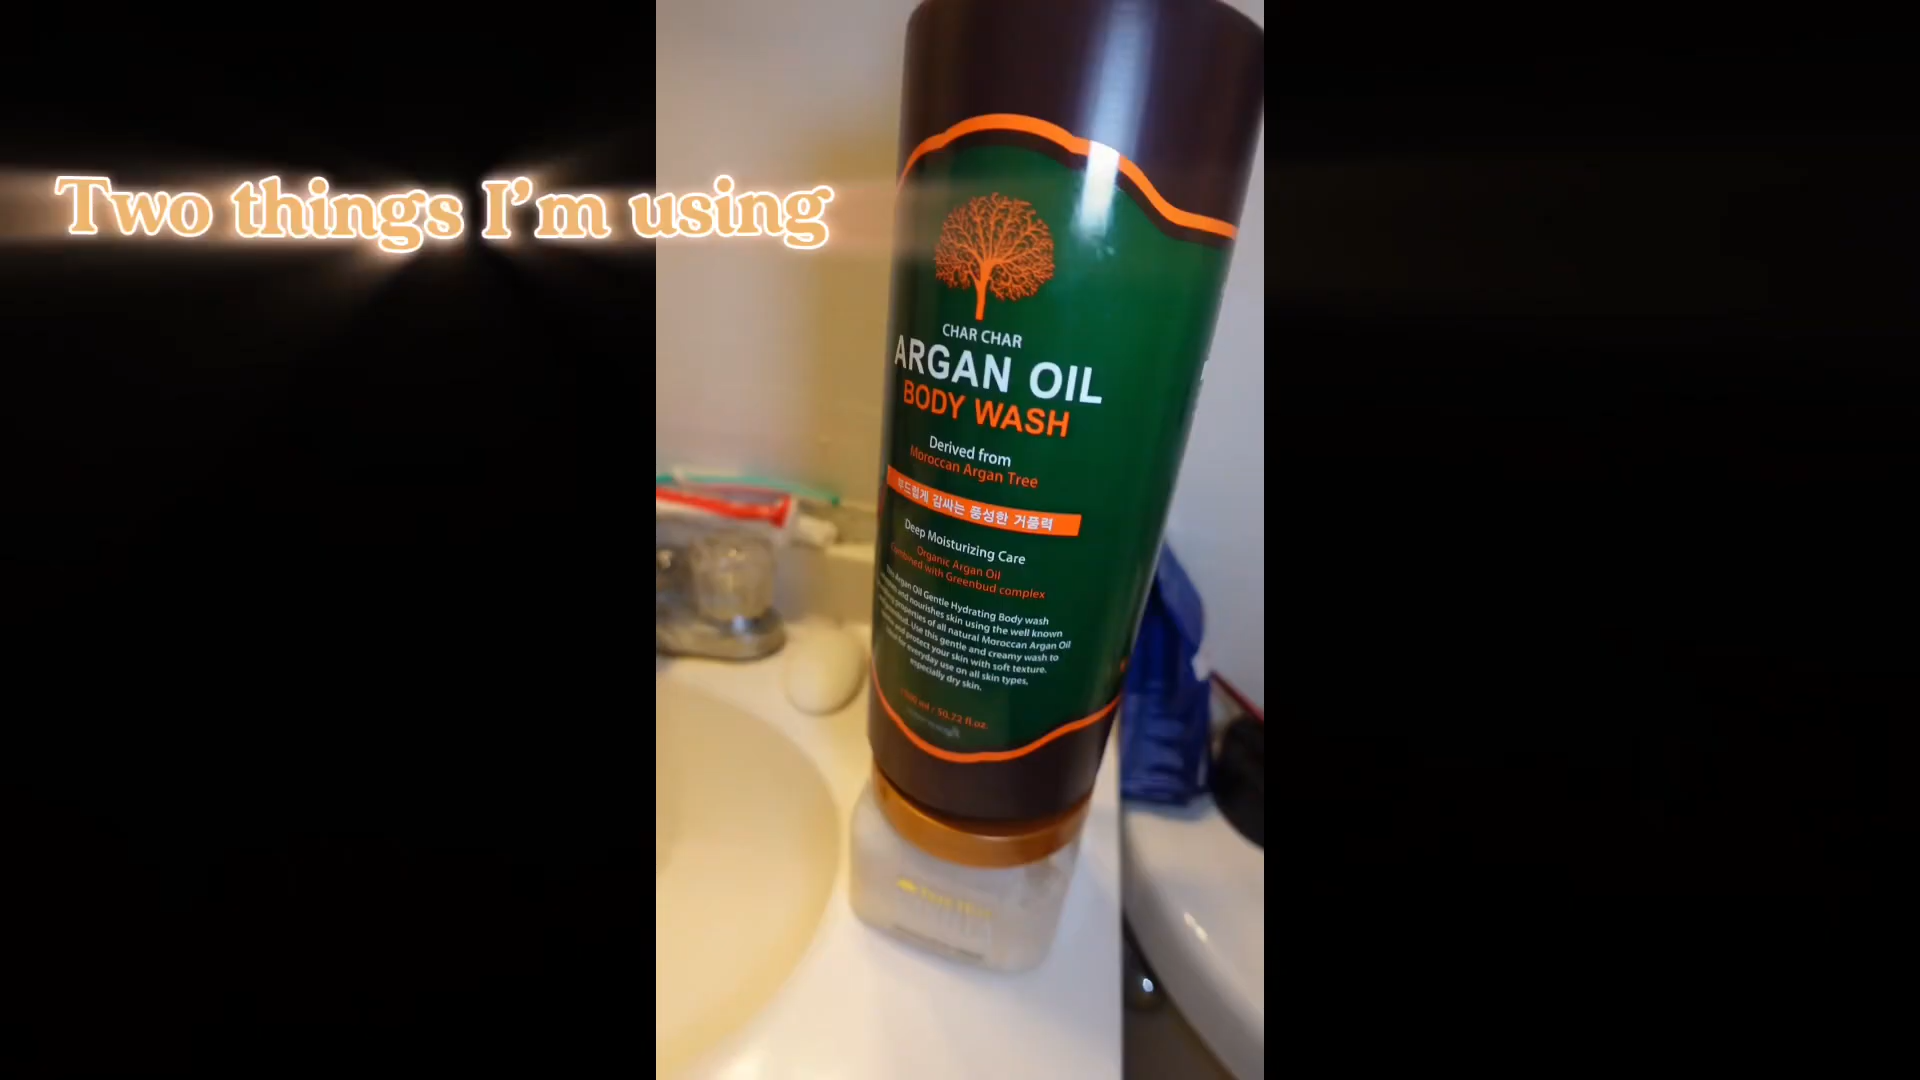 Two things I'm using
CHAR CHAR
ARGAN OIL
BODY WASH
Derived from
Moroccan Argan Tree
부드럽게 감싸는 풍성한 거품력
Deep Moisturizing Care
Organic Argan Oil
Combined with Greenbud complex
Argan Oil Gentle Hydrating Body wash
and nourishes skin using the well known
properties of all natural Moroccan Argan Oil
Use this gentle and creamy wash to
and protect your skin with soft texture.
for everyday use on all skin types,
especially dry skin.
ml / 50.72 fl.oz.